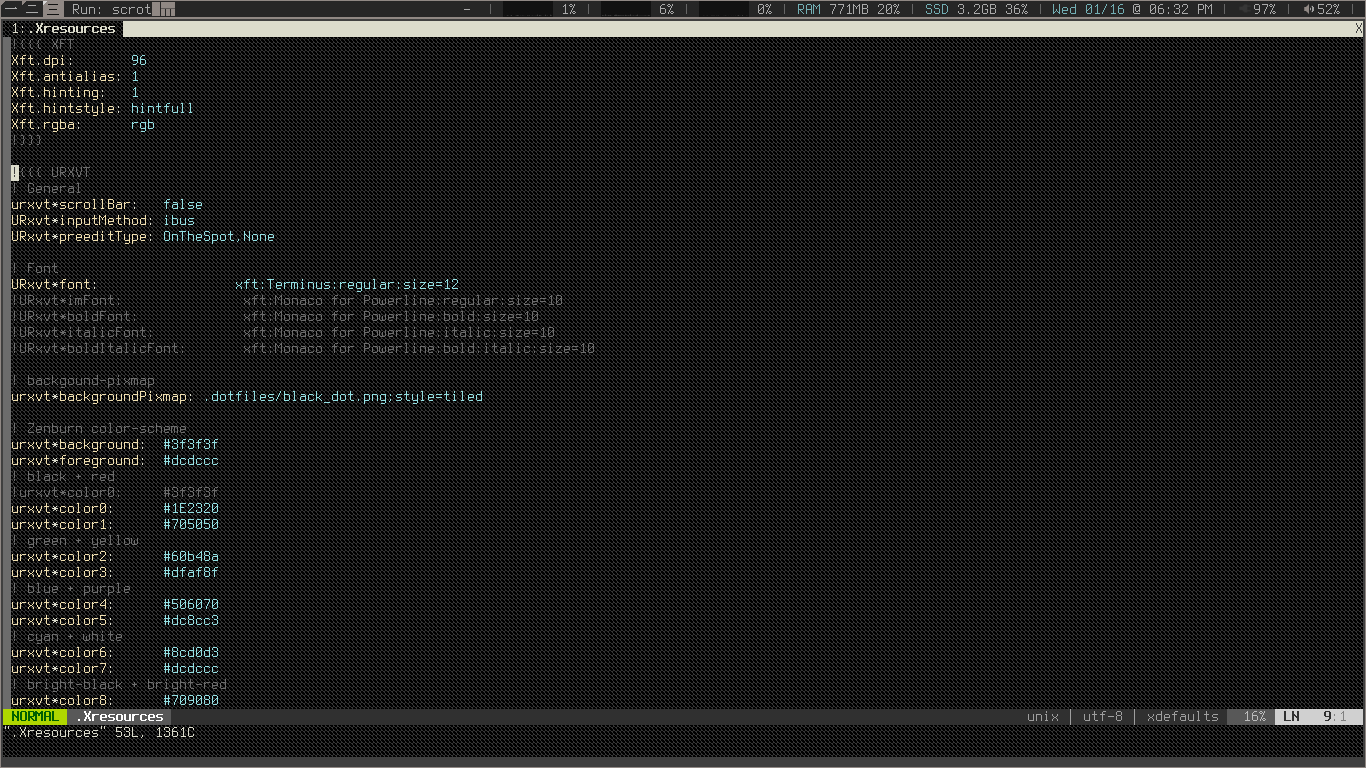 一 二 三 Run: scrot – 1% 6% 0% RAM 771MB 20% SSD 3.2GB 36% Wed 01/16 @ 06:32 PM 97% 52%
1:.Xresources X
!{{{ XFT
Xft.dpi: 96
Xft.antialias: 1
Xft.hinting: 1
Xft.hintstyle: hintfull
Xft.rgba: rgb
!}}}
!{{{ URXVT
! General
urxvt*scrollBar: false
URxvt*inputMethod: ibus
URxvt*preeditType: OnTheSpot,None
! Font
URxvt*font: xft:Terminus:regular:size=12
!URxvt*imFont: xft:Monaco for Powerline:regular:size=10
!URxvt*boldFont: xft:Monaco for Powerline:bold:size=10
!URxvt*italicFont: xft:Monaco for Powerline:italic:size=10
!URxvt*boldItalicFont: xft:Monaco for Powerline:bold:italic:size=10
! backgound-pixmap
urxvt*backgroundPixmap: .dotfiles/black_dot.png;style=tiled
! Zenburn color-scheme
urxvt*background: #3f3f3f
urxvt*foreground: #dcdccc
! black + red
!urxvt*color0: #3f3f3f
urxvt*color0: #1E2320
urxvt*color1: #705050
! green + yellow
urxvt*color2: #60b48a
urxvt*color3: #dfaf8f
! blue + purple
urxvt*color4: #506070
urxvt*color5: #dc8cc3
! cyan + white
urxvt*color6: #8cd0d3
urxvt*color7: #dcdccc
! bright-black + bright-red
urxvt*color8: #709080
NORMAL .Xresources unix | utf-8 | xdefaults 16% LN 9:1
".Xresources" 53L, 1361C